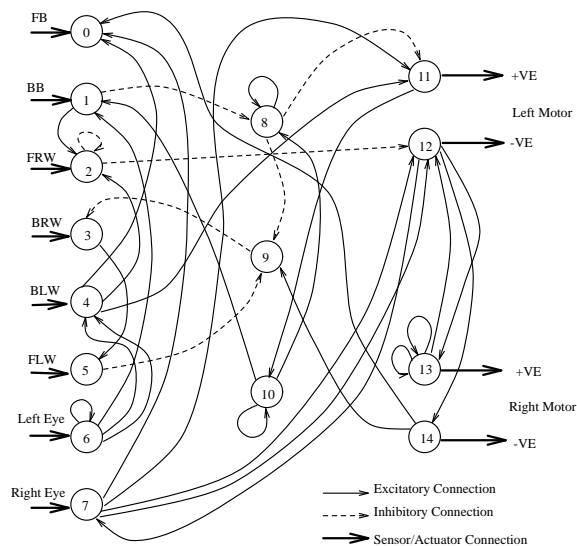 FB
0
BB
1
FRW
2
BRW
3
BLW
4
FLW
5
Left Eye
6
Right Eye
7
8
9
10
11
+VE
Left Motor
12
-VE
13
+VE
Right Motor
14
-VE
Excitatory Connection
Inhibitory Connection
Sensor/Actuator Connection